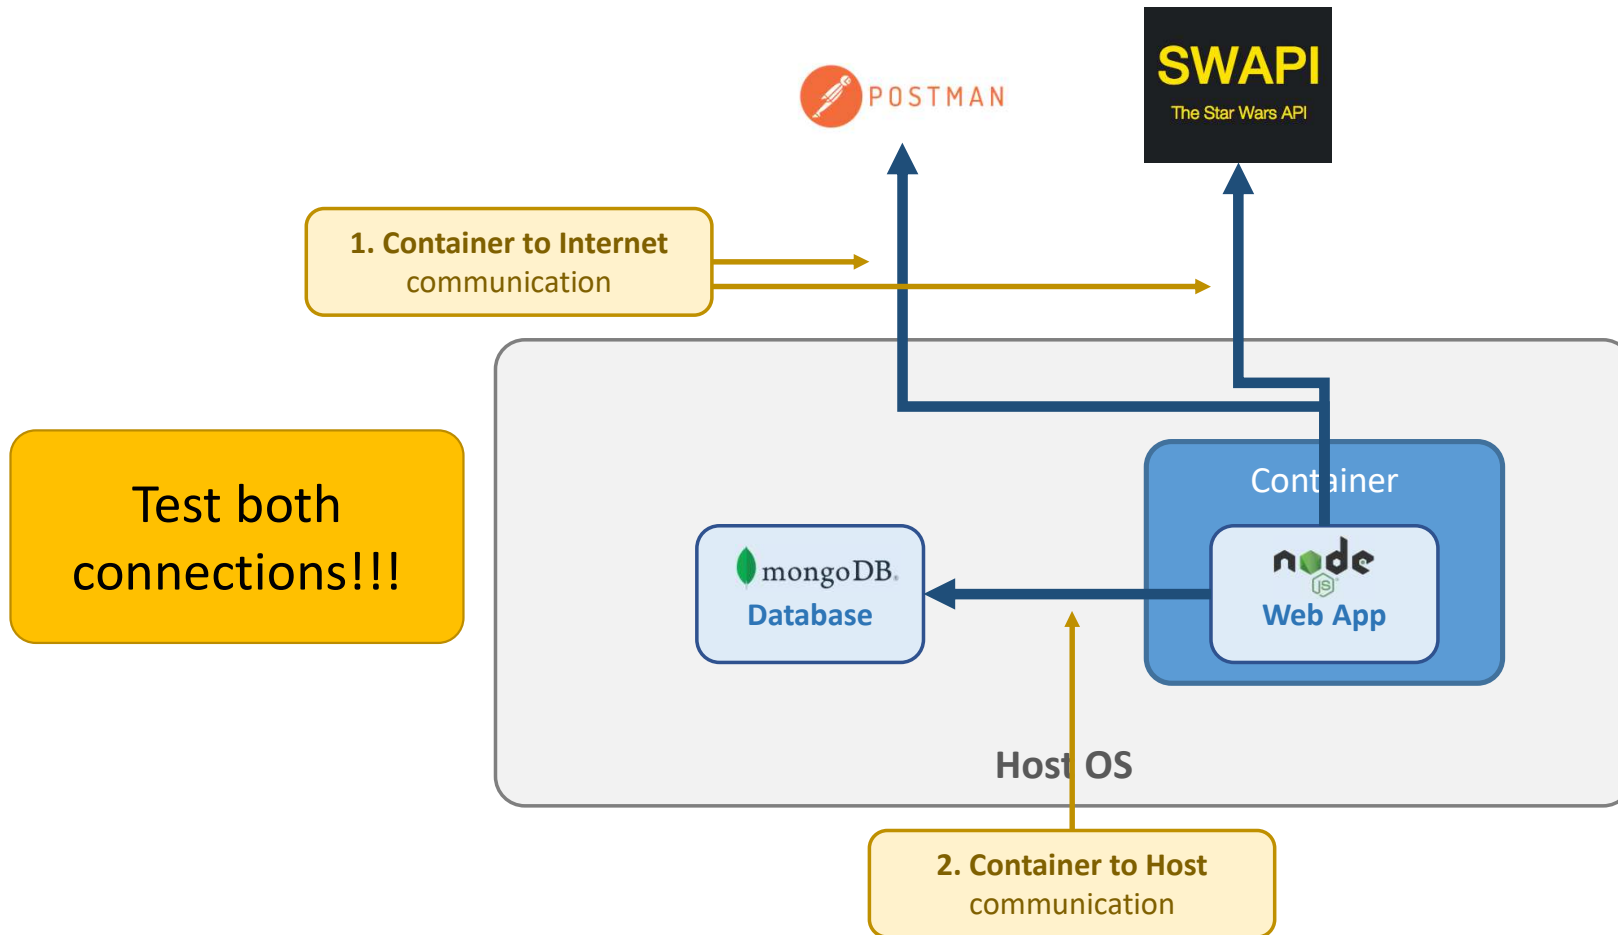 SWAPI
The Star Wars API
POSTMAN
1. Container to Internet
communication
Test both
connections!!!
Container
mongoDB.
Database
node
JS
Web App
Host OS
2. Container to Host
communication